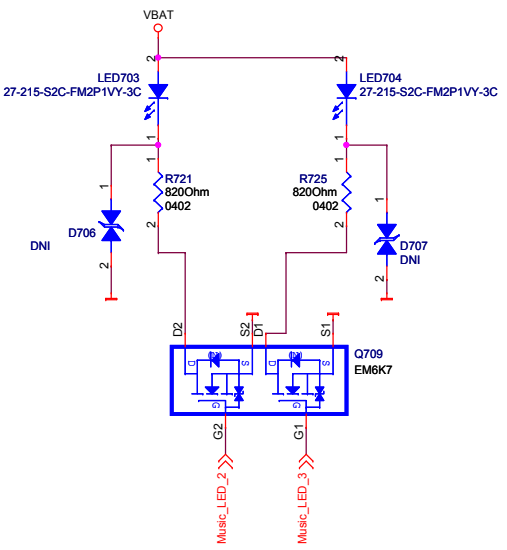 VBAT
2
2
LED703
27-215-S2C-FM2P1VY-3C
LED704
27-215-S2C-FM2P1VY-3C
1
1
1
1
R721
820Ohm
0402
R725
820Ohm
0402
1
1
2
2
D706
DNI
D707
DNI
2
2
D2
S2
D1
S1
Q709
EM6K7
D
S
D
S
G
G
G2
G1
Music_LED_2
Music_LED_3